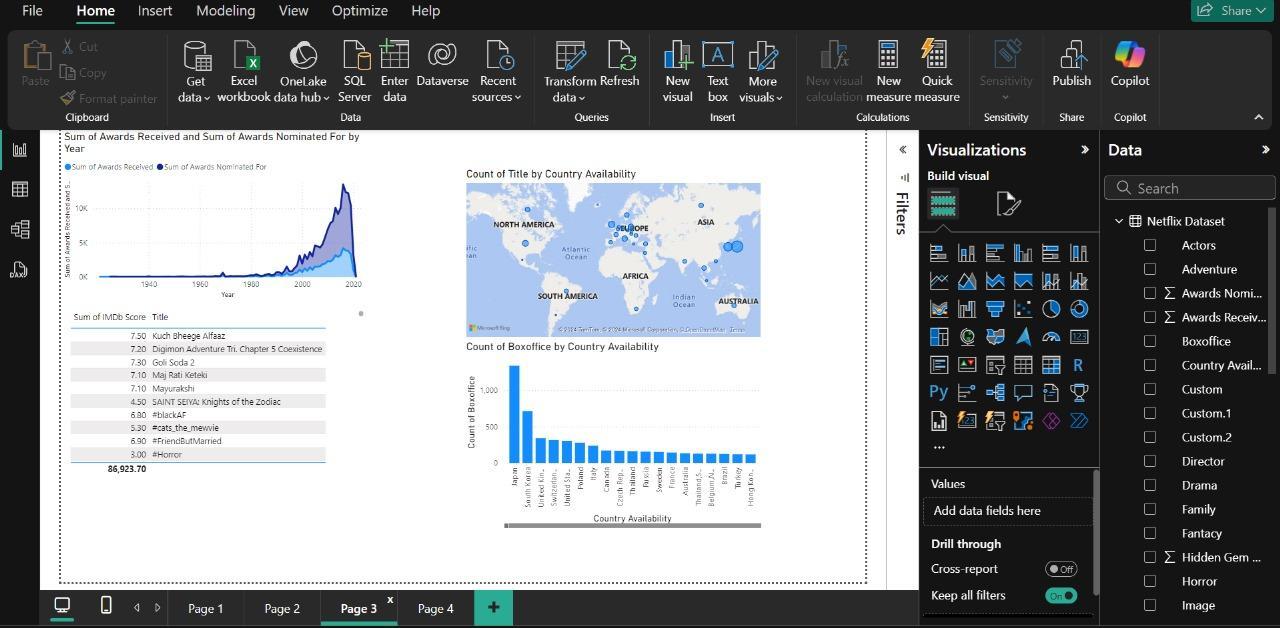 File Home Insert Modeling View Optimize Help Share
Paste
Cut
Copy
Format painter
Clipboard
Get data
Excel workbook
OneLake data hub
SQL Server
Enter data
Dataverse
Recent sources
Data
Transform data
Refresh
Queries
New visual
Text box
More visuals
Insert
New visual calculation
New measure
Quick measure
Calculations
Sensitivity
Sensitivity
Publish
Share
Copilot
Copilot
Sum of Awards Received and Sum of Awards Nominated For by
Year
Sum of Awards Received Sum of Awards Nominated For
Sum of Awards Received and S...
10K
5K
0K
1940 1960 1980 2000 2020
Year
Sum of IMDb Score Title
7.50 Kuch Bheege Alfaaz
7.20 Digimon Adventure Tri. Chapter 5 Coexistence
7.30 Goli Soda 2
7.10 Maj Rati Keteki
7.10 Mayurakshi
4.50 SAINT SEIYA: Knights of the Zodiac
6.80 #blackAF
5.30 #cats_the_mewvie
6.90 #FriendButMarried
3.00 #Horror
86,923.70
Count of Title by Country Availability
NORTH AMERICA
EUROPE
ASIA
Atlantic
Ocean
AFRICA
SOUTH AMERICA
Indian
Ocean
AUSTRALIA
Microsoft Bing
© 2024 TomTom, © 2024 Microsoft Corporation, © OpenStreetMap Terms
Count of Boxoffice by Country Availability
Count of Boxoffice
1,000
500
0
Japan
South Korea
United Kin...
Switzerlan...
United Sta...
Poland
Italy
Canada
Czech Rep...
Thailand
Russia
Sweden
France
Australia
Thailand,S...
Belgium,N...
Brazil
Turkey
Hong Kon...
Country Availability
Filters
Visualizations
Build visual
R
Py
123
...
Values
Add data fields here
Drill through
Cross-report Off
Keep all filters On
Data
Search
Netflix Dataset
Actors
Adventure
Awards Nomi...
Awards Receiv...
Boxoffice
Country Avail...
Custom
Custom.1
Custom.2
Director
Drama
Family
Fantacy
Hidden Gem ...
Horror
Image
Page 1 Page 2 Page 3 x Page 4 +